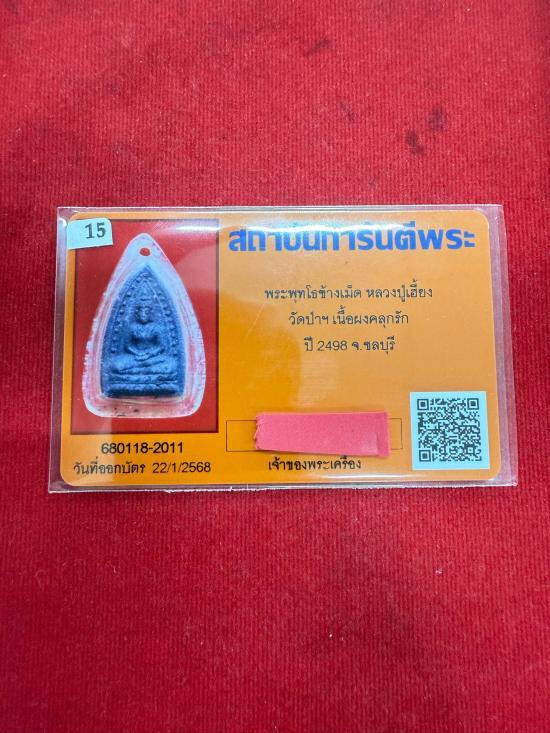 15
สถาบันการันตีพระ
พระพุทโธข้างเม็ด หลวงปู่เฮี้ยง
วัดป่าฯ เนื้อผงคลุกรัก
ปี 2498 จ.ชลบุรี
680118-2011
วันที่ออกบัตร 22/1/2568
เจ้าของพระเครื่อง